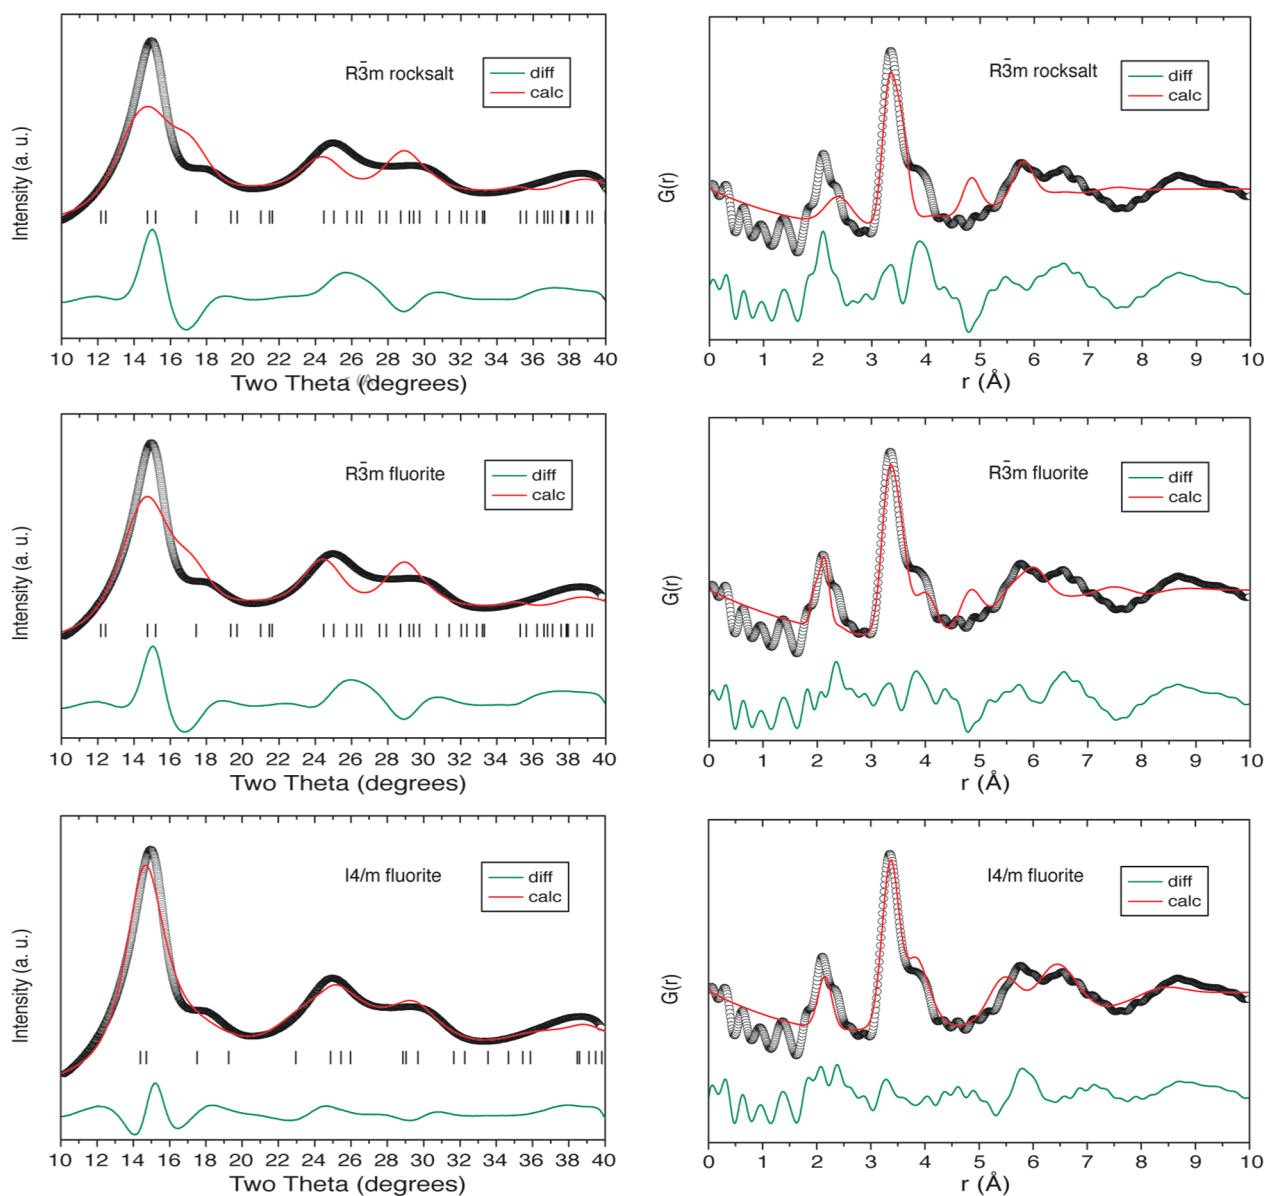 Intensity (a. u.)
R3̄m rocksalt
diff
calc
10 12 14 16 18 20 22 24 26 28 30 32 34 36 38 40
Two Theta (degrees)
G(r)
R3̄m rocksalt
diff
calc
0 1 2 3 4 5 6 7 8 9 10
r (Å)
Intensity (a. u.)
R3̄m fluorite
diff
calc
10 12 14 16 18 20 22 24 26 28 30 32 34 36 38 40
Two Theta (degrees)
G(r)
R3̄m fluorite
diff
calc
0 1 2 3 4 5 6 7 8 9 10
r (Å)
Intensity (a. u.)
I4/m fluorite
diff
calc
10 12 14 16 18 20 22 24 26 28 30 32 34 36 38 40
Two Theta (degrees)
G(r)
I4/m fluorite
diff
calc
0 1 2 3 4 5 6 7 8 9 10
r (Å)